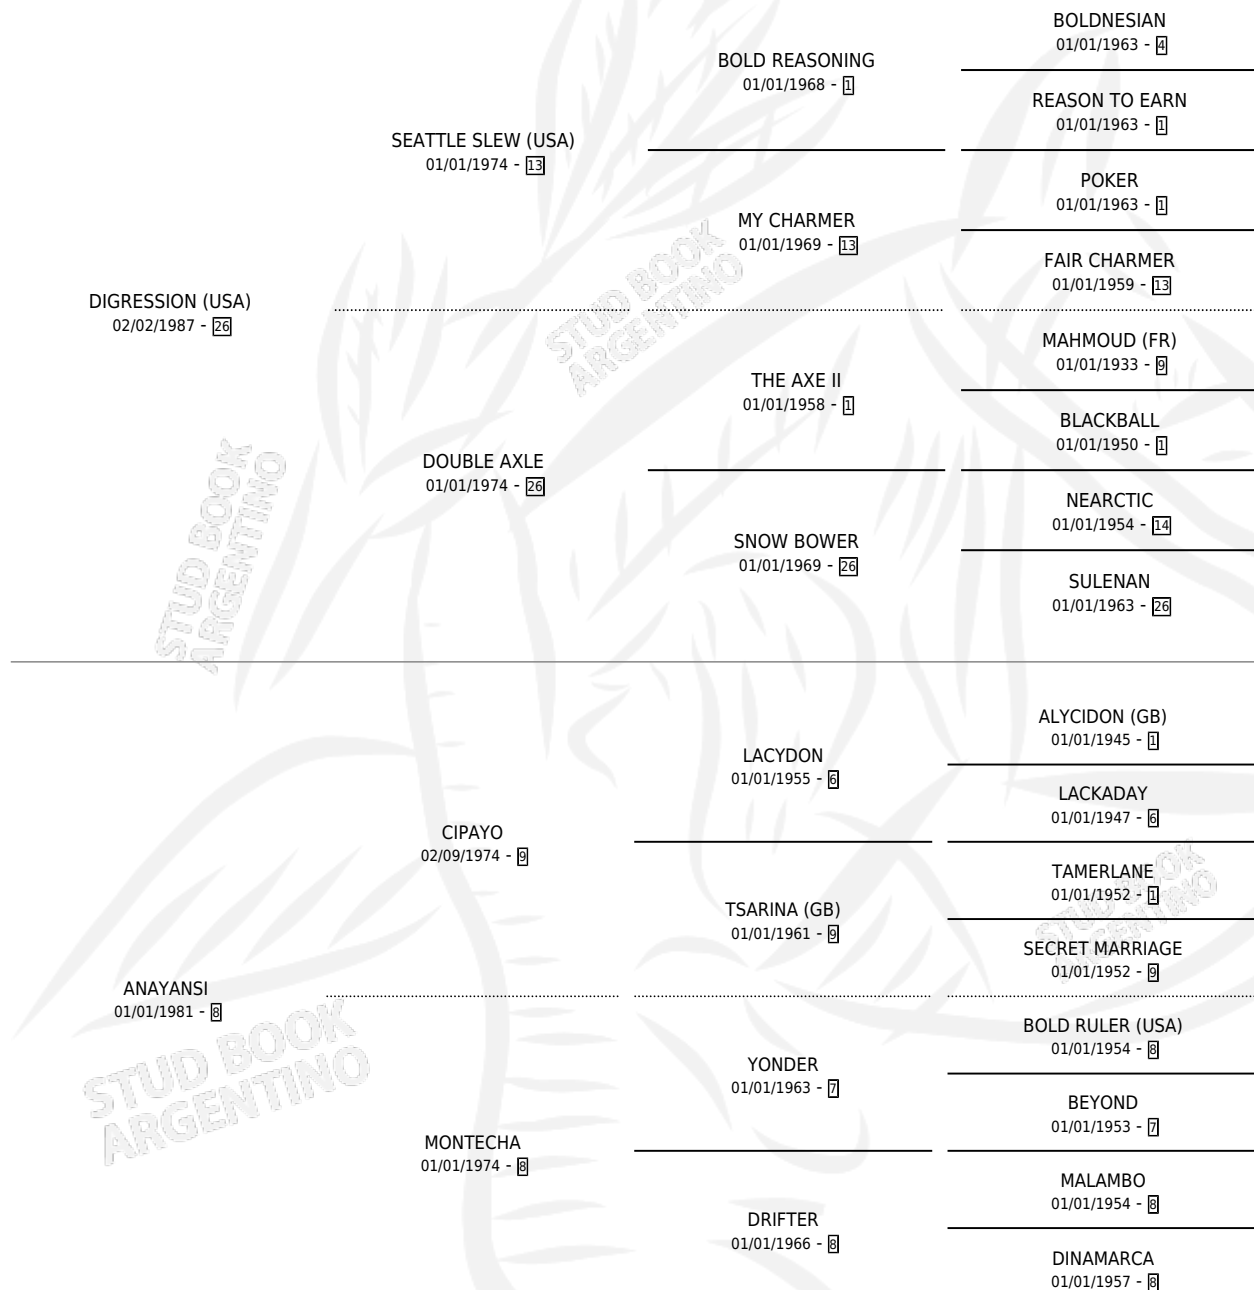 BOLDNESIAN
01/01/1963 - 4
BOLD REASONING
01/01/1968 - 1
REASON TO EARN
01/01/1963 - 1
SEATTLE SLEW (USA)
01/01/1974 - 13
POKER
01/01/1963 - 1
MY CHARMER
01/01/1969 - 13
FAIR CHARMER
01/01/1959 - 13
DIGRESSION (USA)
02/02/1987 - 26
STUD BOOK
ARGENTINO
MAHMOUD (FR)
01/01/1933 - 9
THE AXE II
01/01/1958 - 1
BLACKBALL
01/01/1950 - 1
DOUBLE AXLE
01/01/1974 - 26
NEARCTIC
01/01/1954 - 14
SNOW BOWER
01/01/1969 - 26
SULENAN
01/01/1963 - 26
STUD BOOK
ARGENTINO
ALYCIDON (GB)
01/01/1945 - 1
LACYDON
01/01/1955 - 6
LACKADAY
01/01/1947 - 6
CIPAYO
02/09/1974 - 9
TAMERLANE
01/01/1952 - 1
TSARINA (GB)
01/01/1961 - 9
STUD BOOK
ARGENTINO
SECRET MARRIAGE
01/01/1952 - 9
ANAYANSI
01/01/1981 - 8
BOLD RULER (USA)
01/01/1954 - 8
STUD BOOK
ARGENTINO
YONDER
01/01/1963 - 7
BEYOND
01/01/1953 - 7
MONTECHA
01/01/1974 - 8
MALAMBO
01/01/1954 - 8
DRIFTER
01/01/1966 - 8
DINAMARCA
01/01/1957 - 8